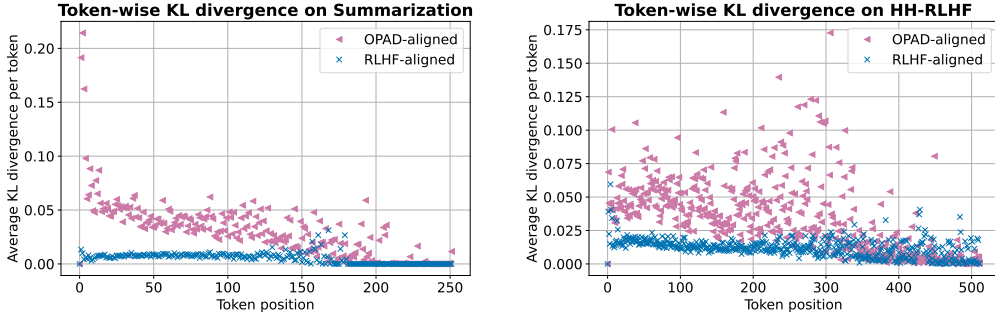 Token-wise KL divergence on Summarization
Average KL divergence per token
0.20
0.15
0.10
0.05
0.00
OPAD-aligned
RLHF-aligned
0
50
100
150
200
250
Token position
Token-wise KL divergence on HH-RLHF
Average KL divergence per token
0.175
0.150
0.125
0.100
0.075
0.050
0.025
0.000
OPAD-aligned
RLHF-aligned
0
100
200
300
400
500
Token position